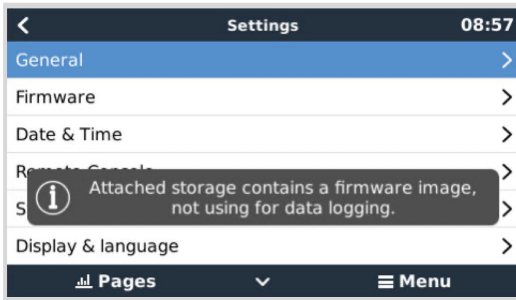 Settings
08:57
General
Firmware
Date & Time
Attached storage contains a firmware image,
not using for data logging.
Display & language
Pages
Menu